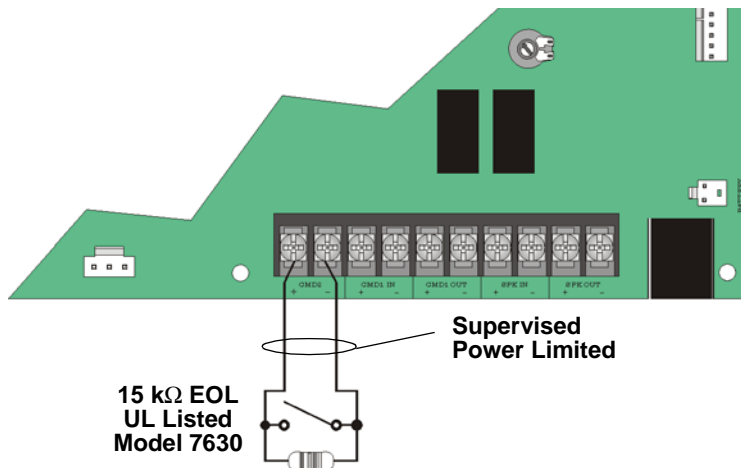 BATTERY
CMD2 CMD1 IN CMD1 OUT SPK IN SPK OUT
+ - + - + - + - + -
Supervised
Power Limited
15 kΩ EOL
UL Listed
Model 7630